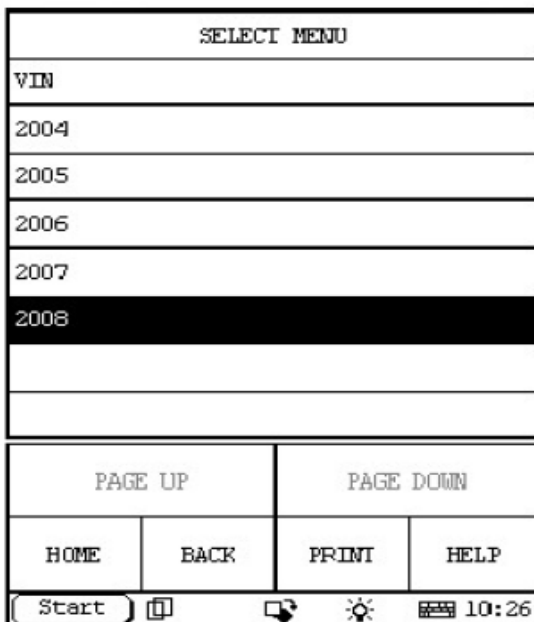 SELECT MENU
VIN
2004
2005
2006
2007
2008
PAGE UP PAGE DOWN
HOME BACK PRINT HELP
Start 10:26